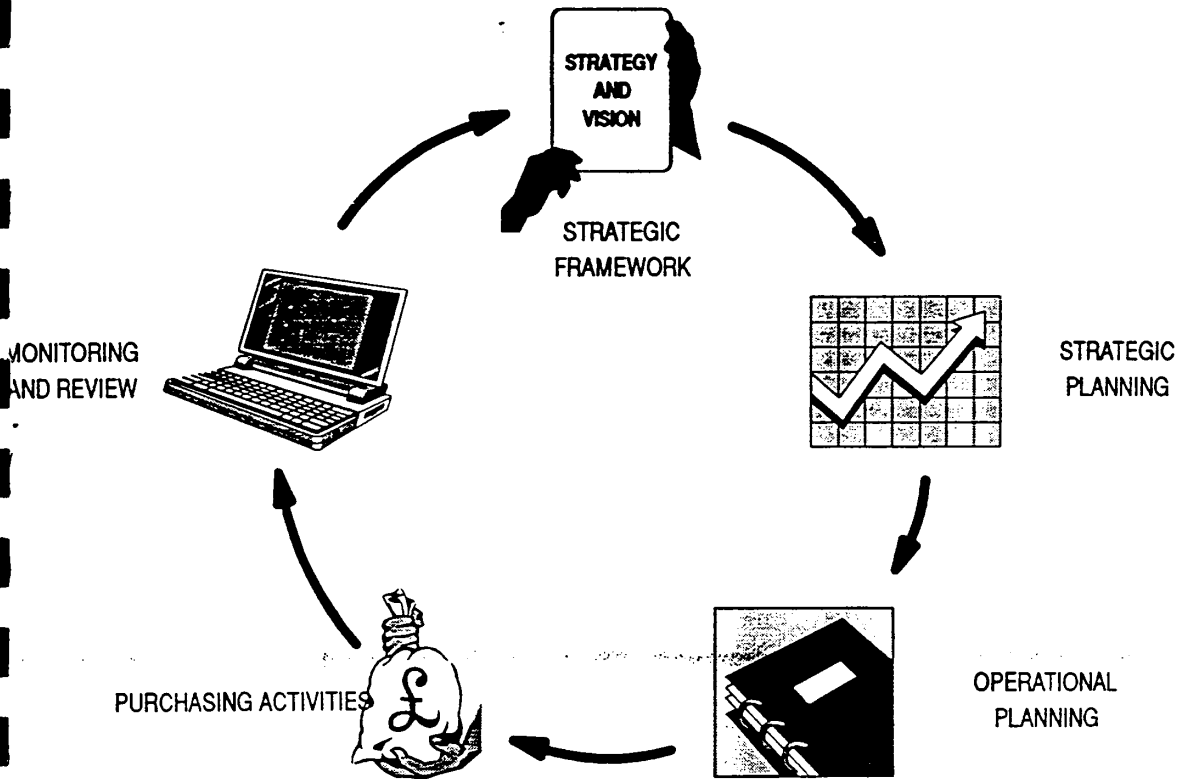 STRATEGY
AND
VISION
STRATEGIC
FRAMEWORK
STRATEGIC
PLANNING
OPERATIONAL
PLANNING
£
PURCHASING ACTIVITIES
MONITORING
AND REVIEW